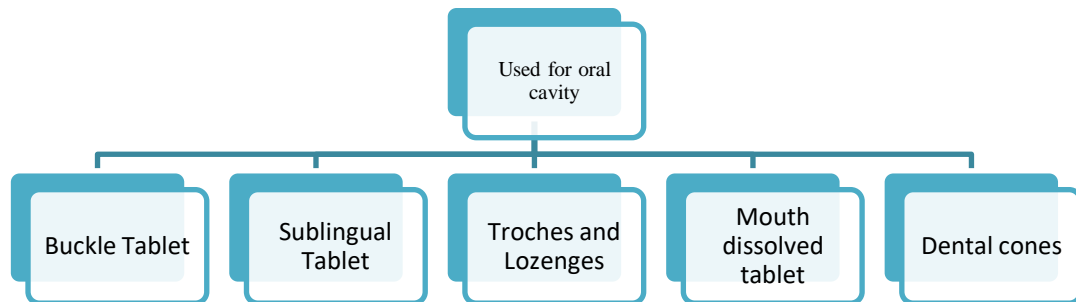 Used for oral
cavity
Buckle Tablet
Sublingual
Tablet
Troches and
Lozenges
Mouth
dissolved
tablet
Dental cones